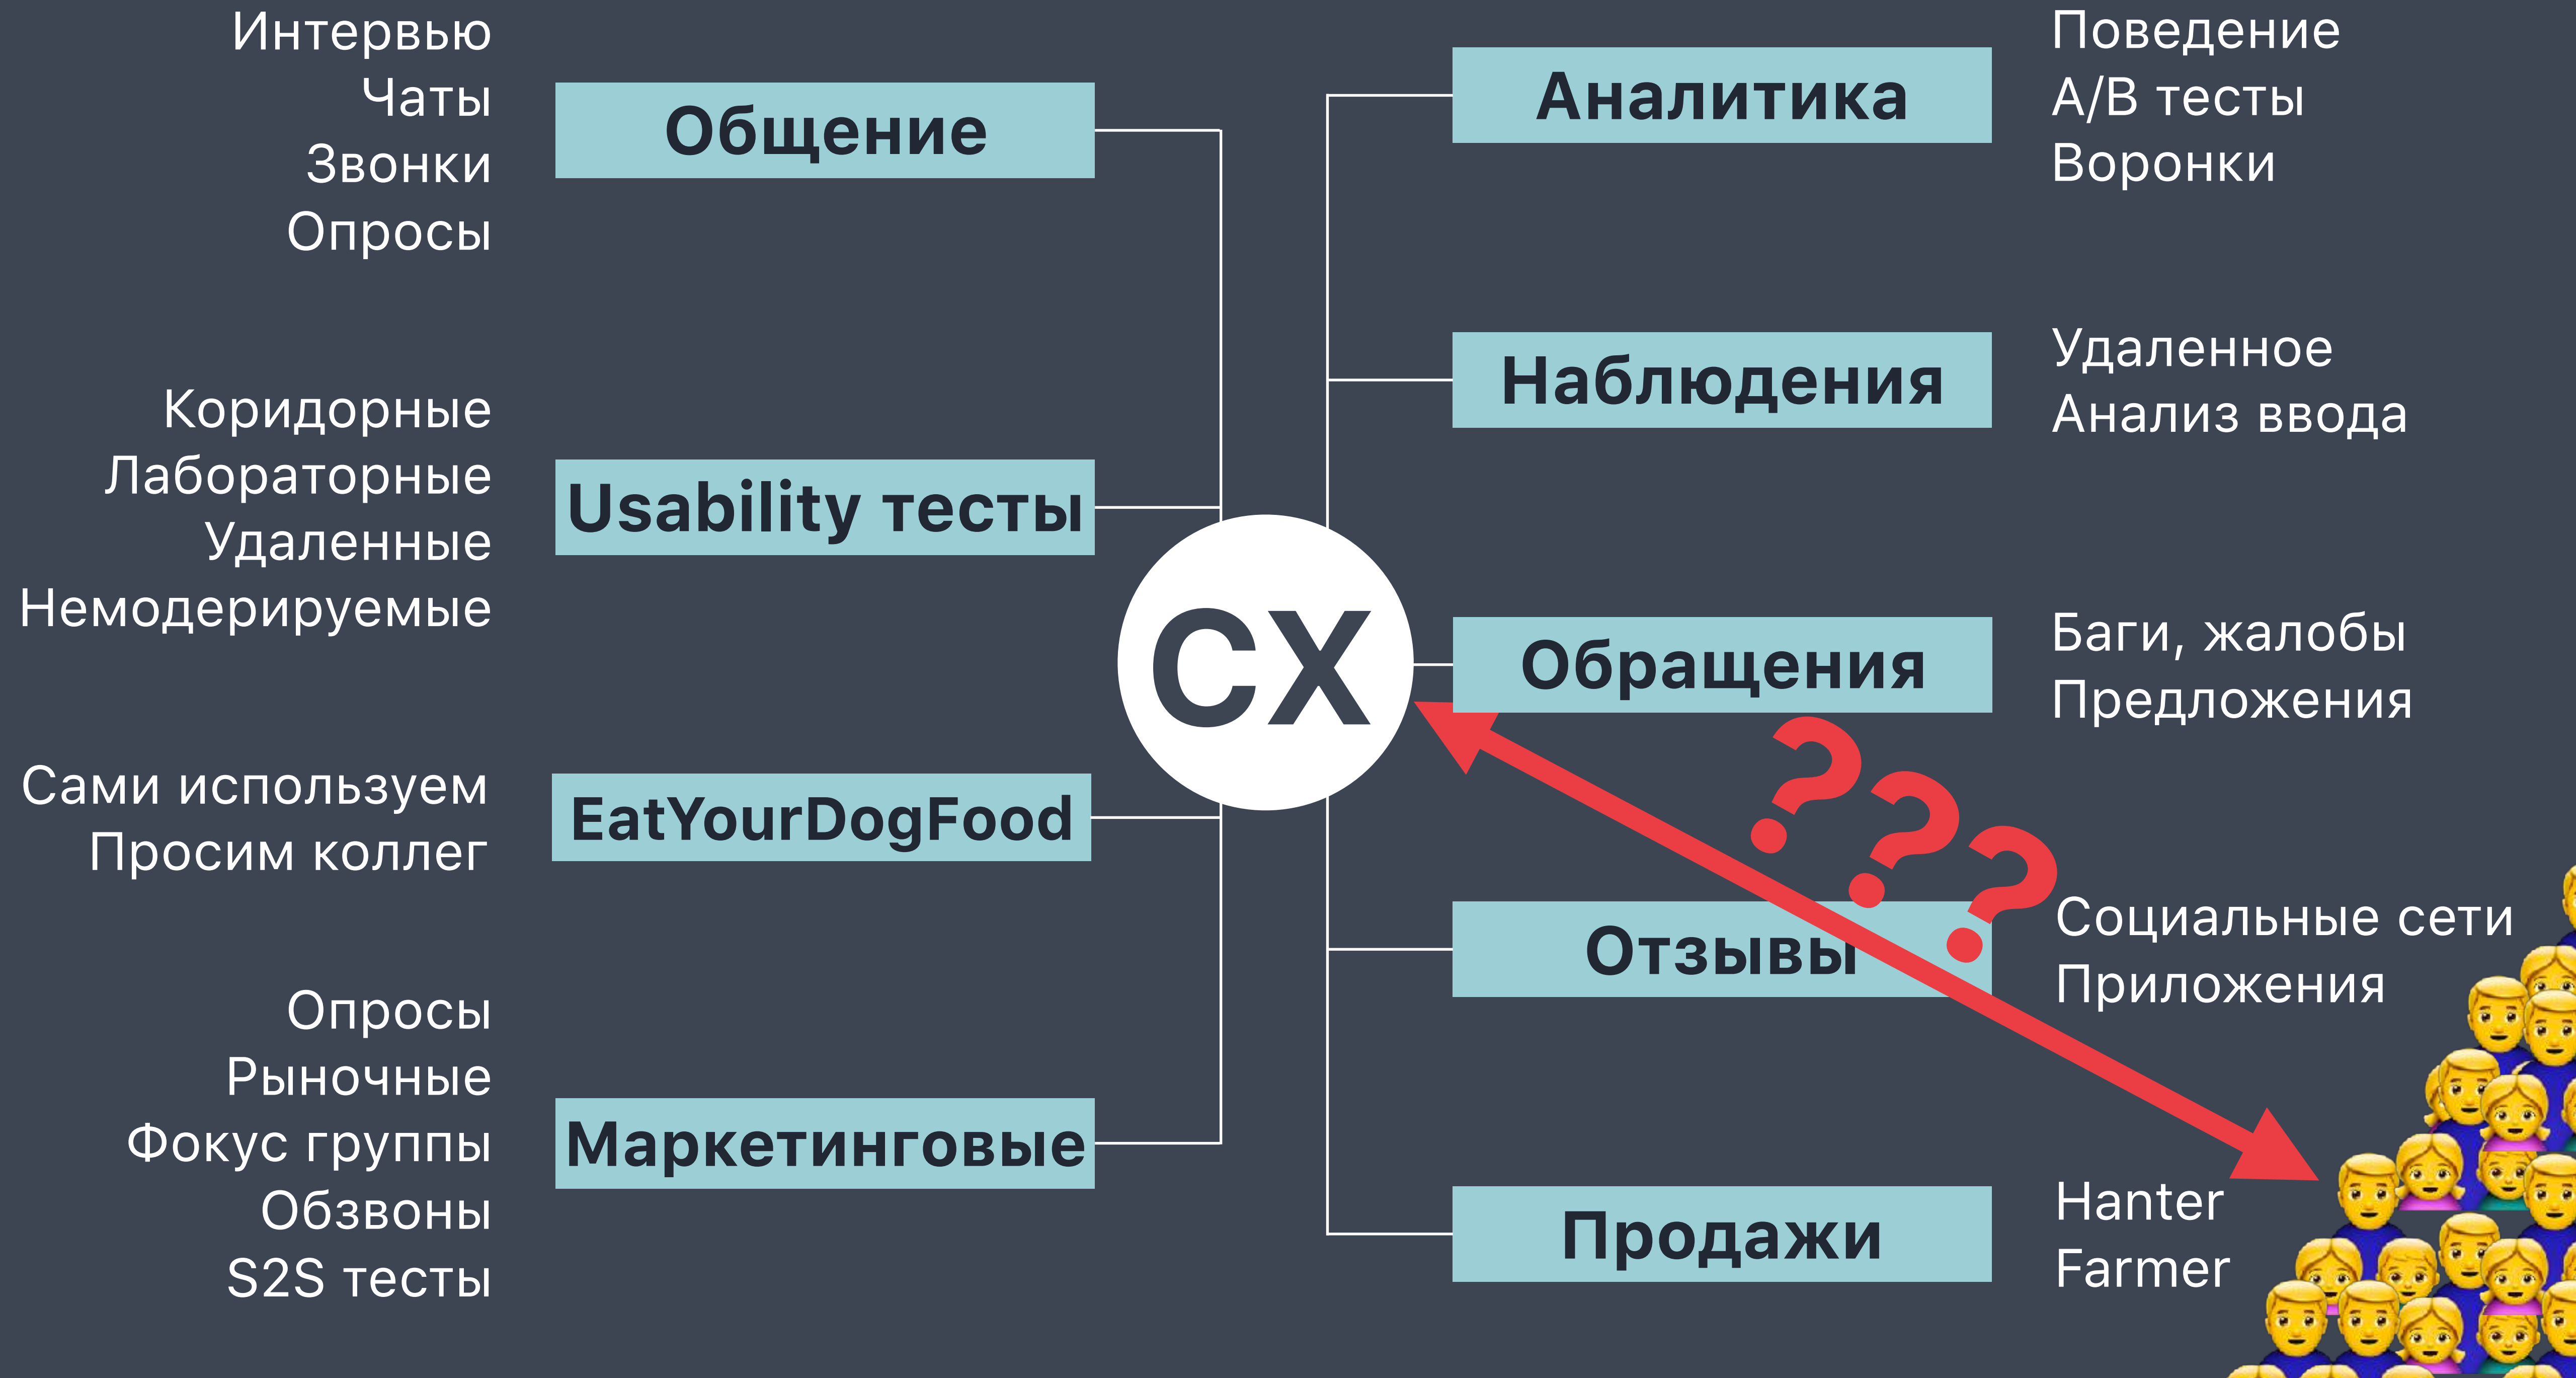 Интервью
Чаты
Звонки
Опросы
Общение
Коридорные
Лабораторные
Удаленные
Немодерируемые
Usability тесты
Сами используем
Просим коллег
EatYourDogFood
Опросы
Рыночные
Фокус группы
Обзвоны
S2S тесты
Маркетинговые
CX
Аналитика
Поведение
A/B тесты
Воронки
Наблюдения
Удаленное
Анализ ввода
Обращения
Баги, жалобы
Предложения
???
Отзывы
Социальные сети
Приложения
Продажи
Hanter
Farmer